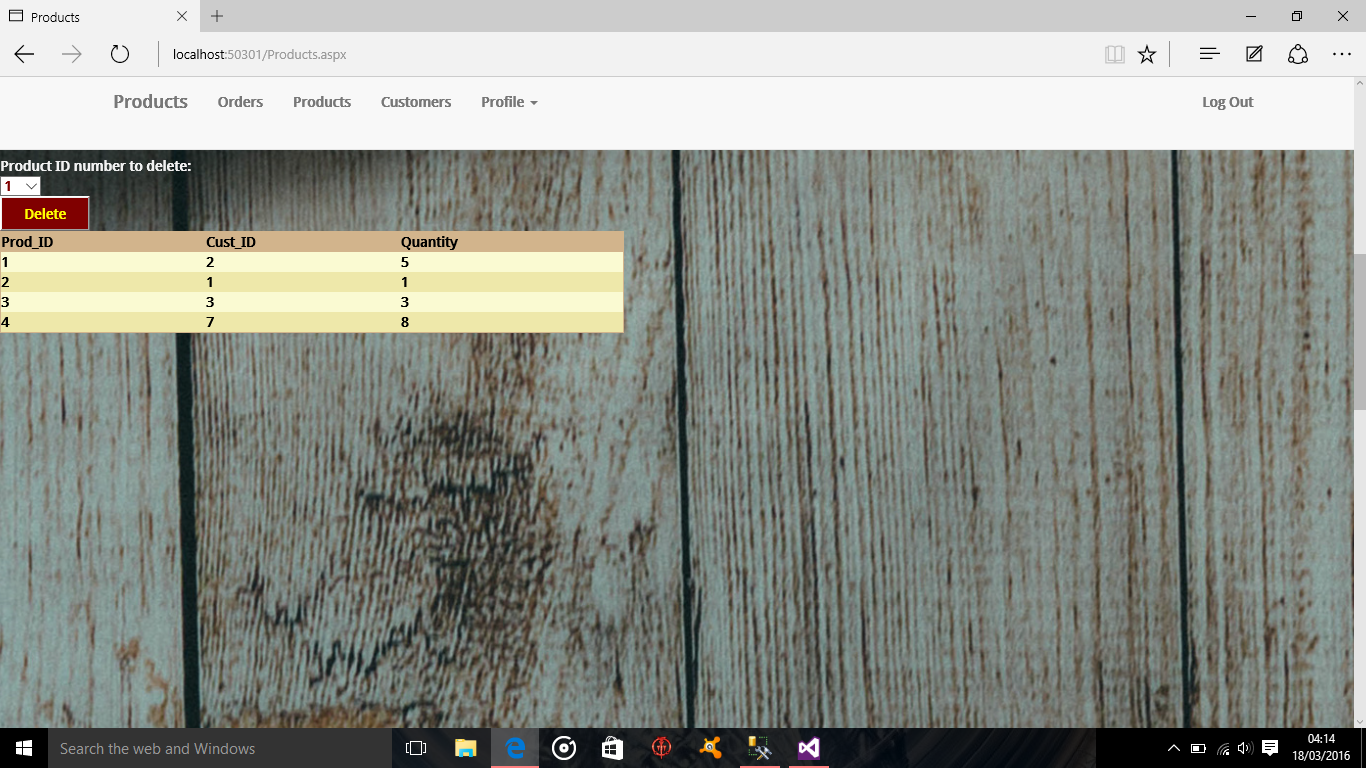 Products
localhost:50301/Products.aspx
Products Orders Products Customers Profile Log Out
Product ID number to delete:
1
Delete
Prod_ID Cust_ID Quantity
1 2 5
2 1 1
3 3 3
4 7 8
Search the web and Windows
04:14
18/03/2016